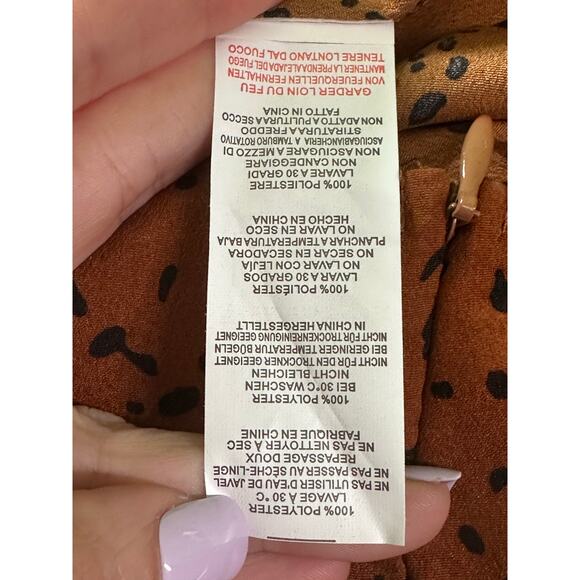 100% POLYESTER
LAVAGE À 30 °C
NE PAS UTILISER D'EAU DE JAVEL
NE PAS PASSER AU SÈCHE-LINGE
REPASSAGE DOUX
NE PAS NETTOYER À SEC
FABRIQUE EN CHINE
100% POLYESTER
BEI 30°C WASCHEN
NICHT BLEICHEN
NICHT FÜR DEN TROCKNER GEEIGNET
BEI GERINGER TEMPERATUR BÜGELN
NICHT FÜR TROCKENREINIGUNG GEEIGNET
IN CHINA HERGESTELLT
100% POLIÉSTER
LAVAR A 30 GRADOS
NO LAVAR CON LEJÍA
NO SECAR EN SECADORA
PLANCHAR A TEMPERATURA BAJA
NO LAVAR EN SECO
HECHO EN CHINA
100% POLIESTERE
LAVARE A 30 GRADI
NON CANDEGGIARE
NON ASCIUGARE A MEZZO DI
ASCIUGABIANCHERIA A TAMBURO ROTATIVO
STIRATURA A FREDDO
NON ADATTO A PULITURA A SECCO
FATTO IN CINA
GARDER LOIN DU FEU
VON FEUERQUELLEN FERNHALTEN
MANTENER LA PRENDA ALEJADA DEL FUEGO
TENERE LONTANO DAL FUOCO